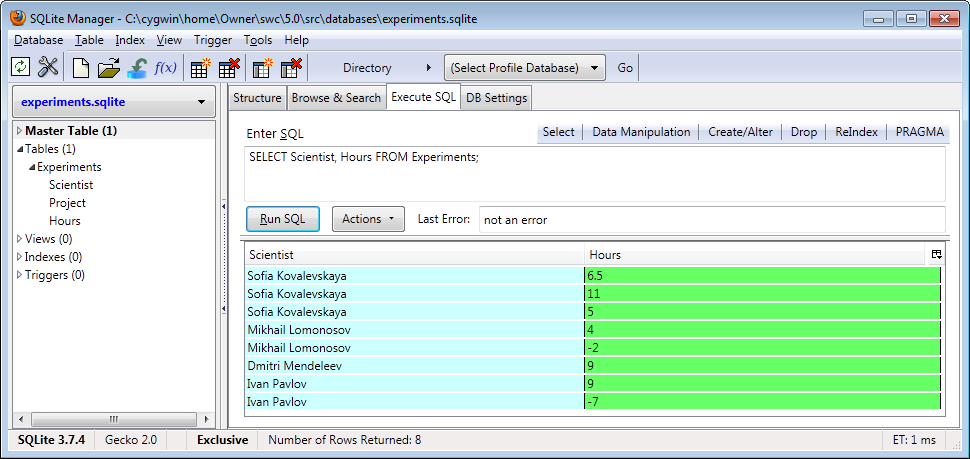 SQLite Manager - C:\cygwin\home\Owner\swc\5.0\src\databases\experiments.sqlite
Database Table Index View Trigger Tools Help
f(x) Directory (Select Profile Database) Go
experiments.sqlite
Master Table (1)
Tables (1)
Experiments
Scientist
Project
Hours
Views (0)
Indexes (0)
Triggers (0)
Structure Browse & Search Execute SQL DB Settings
Enter SQL Select Data Manipulation Create/Alter Drop ReIndex PRAGMA
SELECT Scientist, Hours FROM Experiments;
Run SQL Actions Last Error: not an error
Scientist Hours
Sofia Kovalevskaya 6.5
Sofia Kovalevskaya 11
Sofia Kovalevskaya 5
Mikhail Lomonosov 4
Mikhail Lomonosov -2
Dmitri Mendeleev 9
Ivan Pavlov 9
Ivan Pavlov -7
SQLite 3.7.4 Gecko 2.0 Exclusive Number of Rows Returned: 8 ET: 1 ms